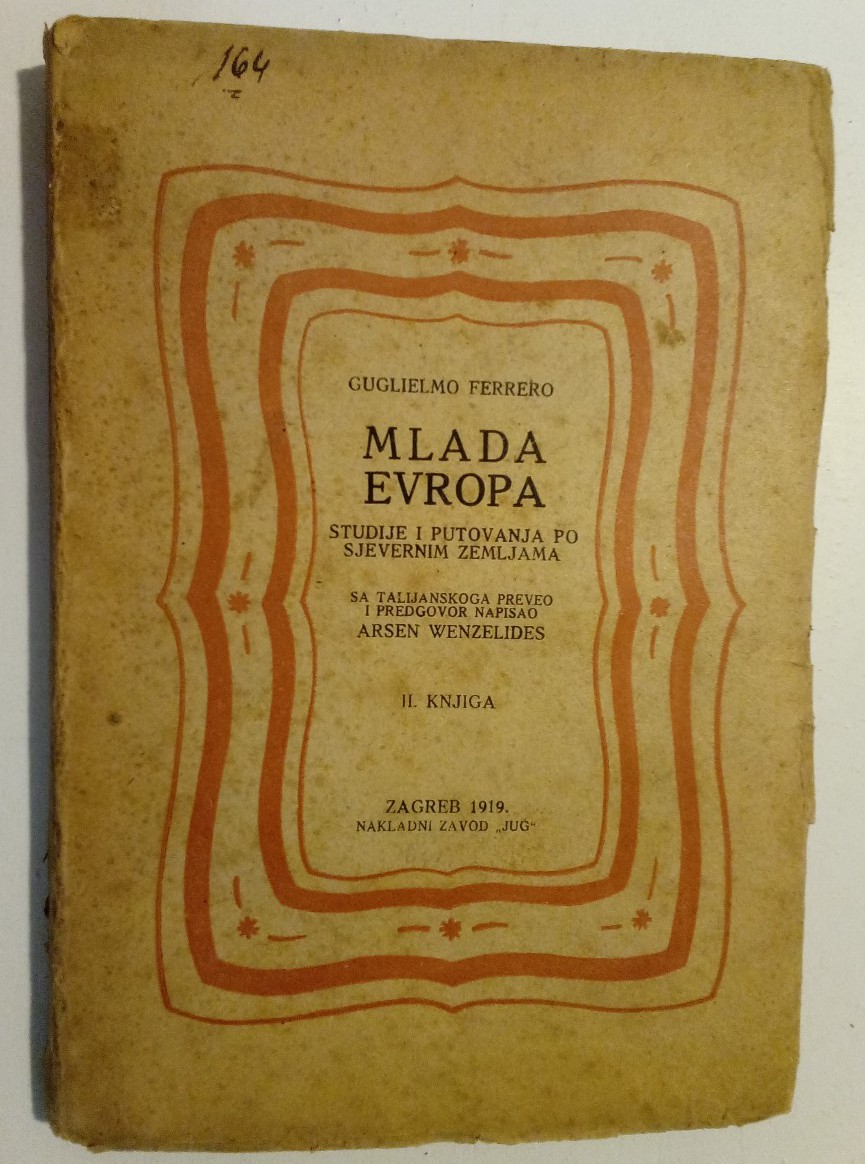 164
GUGLIELMO FERRERO
MLADA
EVROPA
STUDIJE I PUTOVANJA PO
SJEVERNIM ZEMLJAMA
SA TALIJANSKOGA PREVEO
I PREDGOVOR NAPISAO
ARSEN WENZELIDES
II. KNJIGA
ZAGREB 1919.
NAKLADNI ZAVOD „JUG“